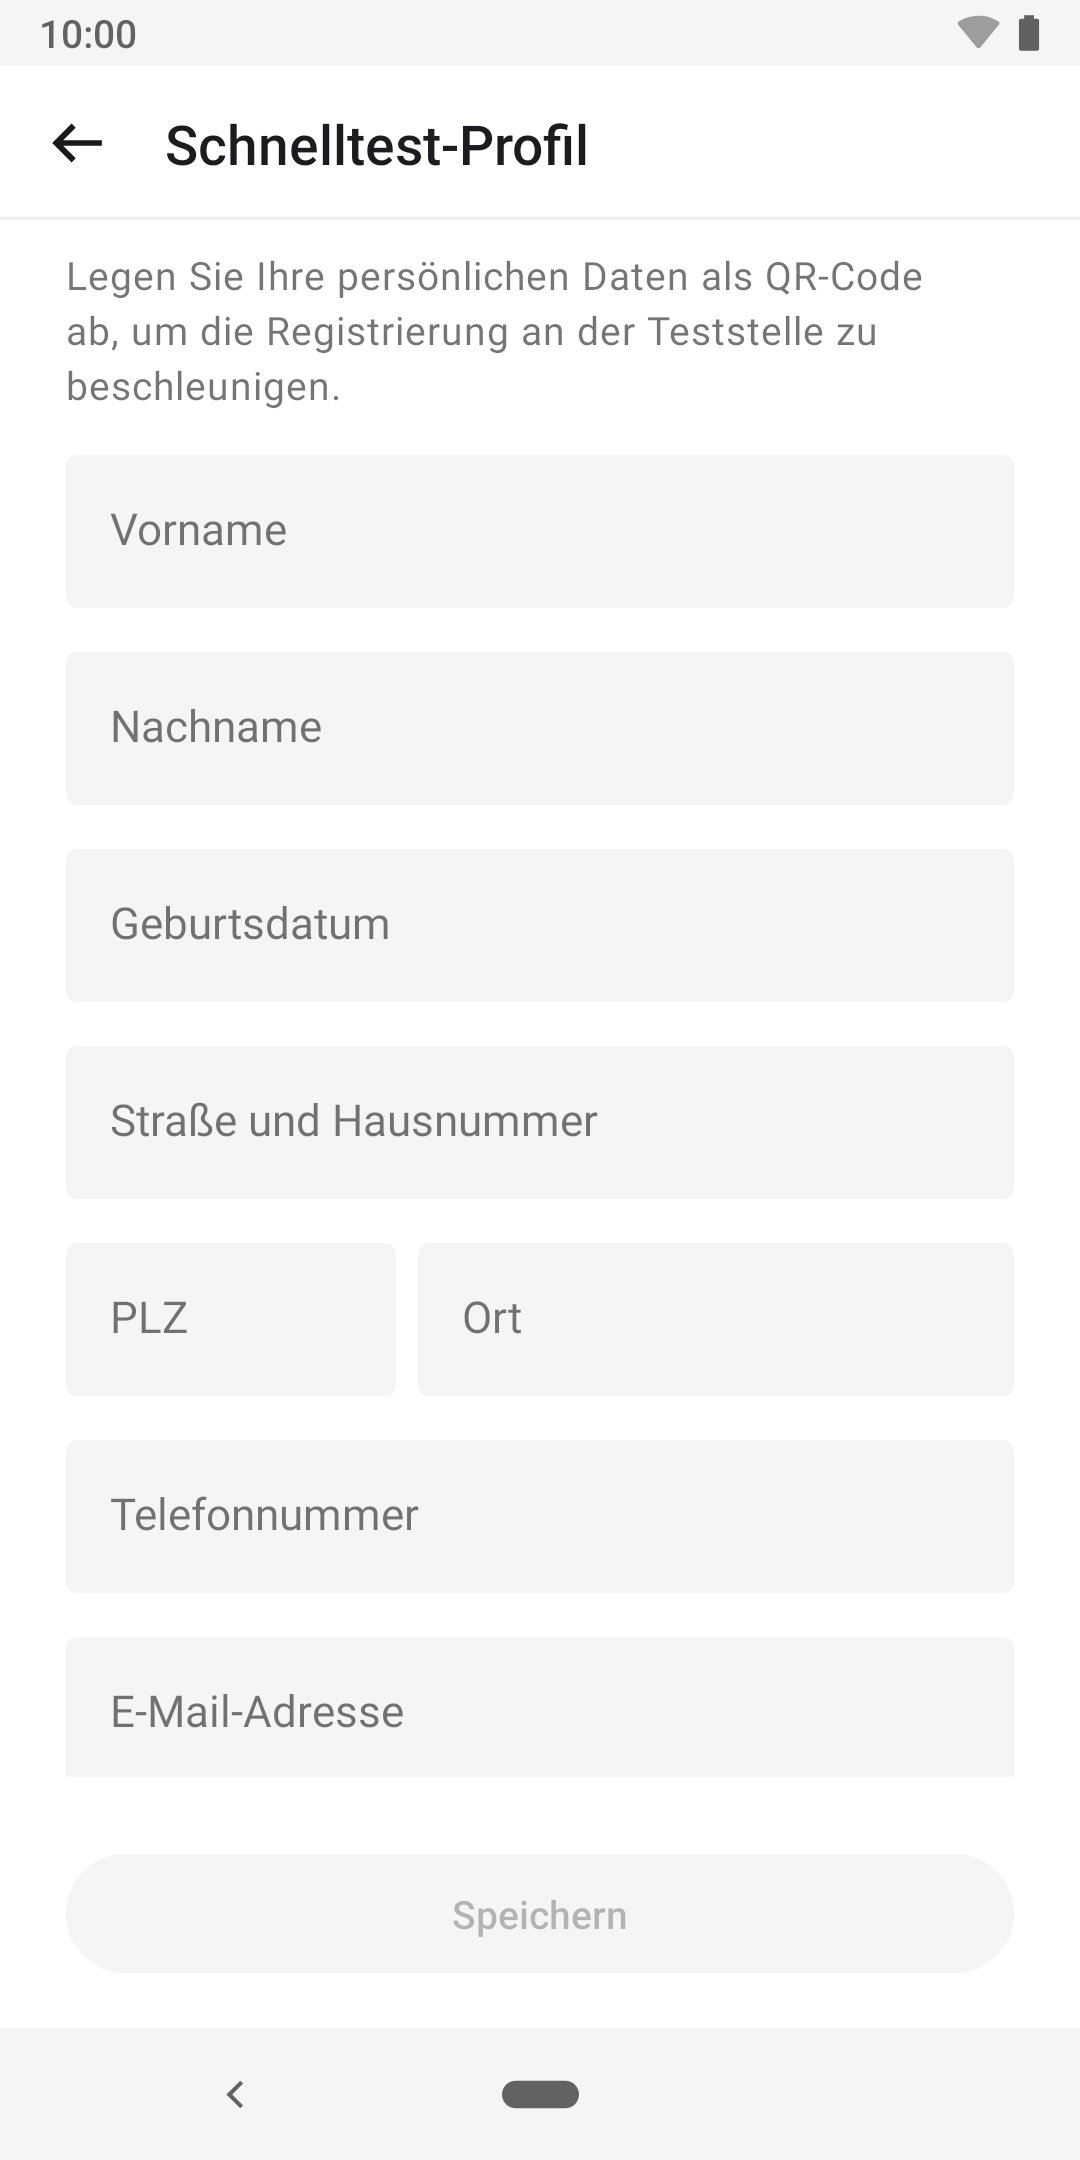 10:00
Schnelltest-Profil
Legen Sie Ihre persönlichen Daten als QR-Code
ab, um die Registrierung an der Teststelle zu
beschleunigen.
Vorname
Nachname
Geburtsdatum
Straße und Hausnummer
PLZ
Ort
Telefonnummer
E-Mail-Adresse
Speichern